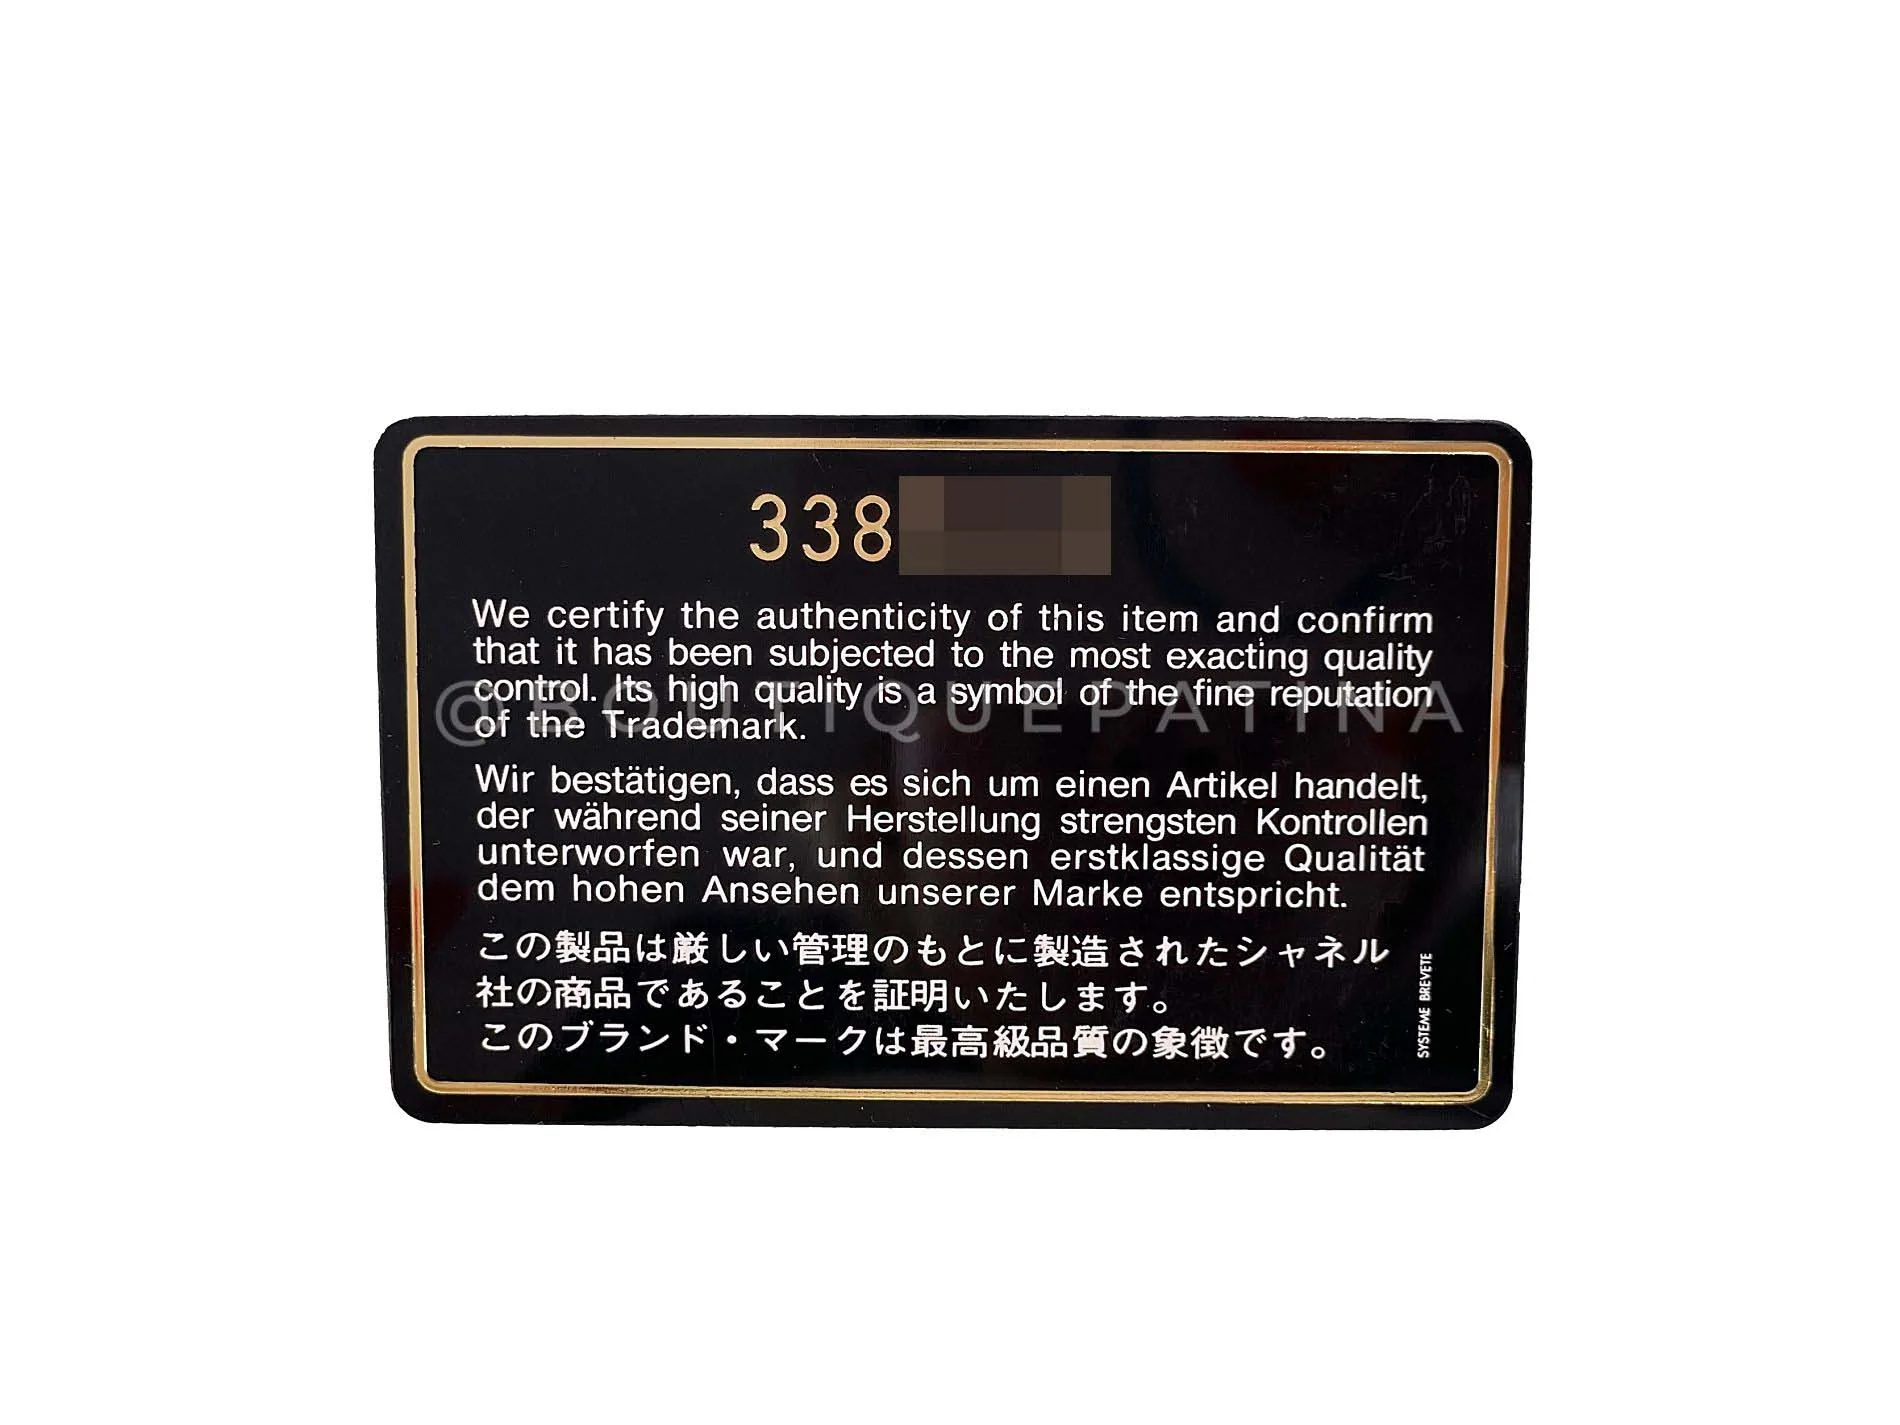 338
We certify the authenticity of this item and confirm
that it has been subjected to the most exacting quality
control. Its high quality is a symbol of the fine reputation
of the Trademark.
@BOUTIQUEPATINA
Wir bestätigen, dass es sich um einen Artikel handelt,
der während seiner Herstellung strengsten Kontrollen
unterworfen war, und dessen erstklassige Qualität
dem hohen Ansehen unserer Marke entspricht.
この製品は厳しい管理のもとに製造されたシャネル
社の商品であることを証明いたします。
このブランド・マークは最高級品質の象徴です。
SYSTEME BREVETE